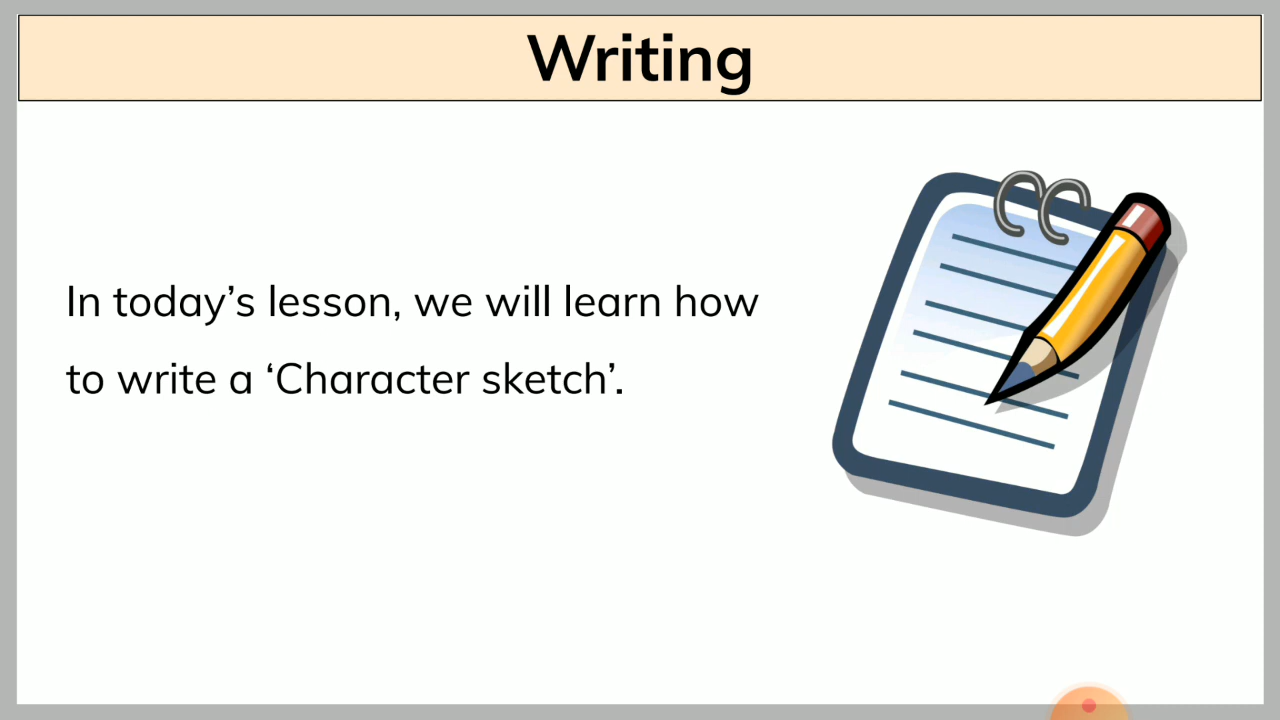 Writing
In today’s lesson, we will learn how
to write a ‘Character sketch’.